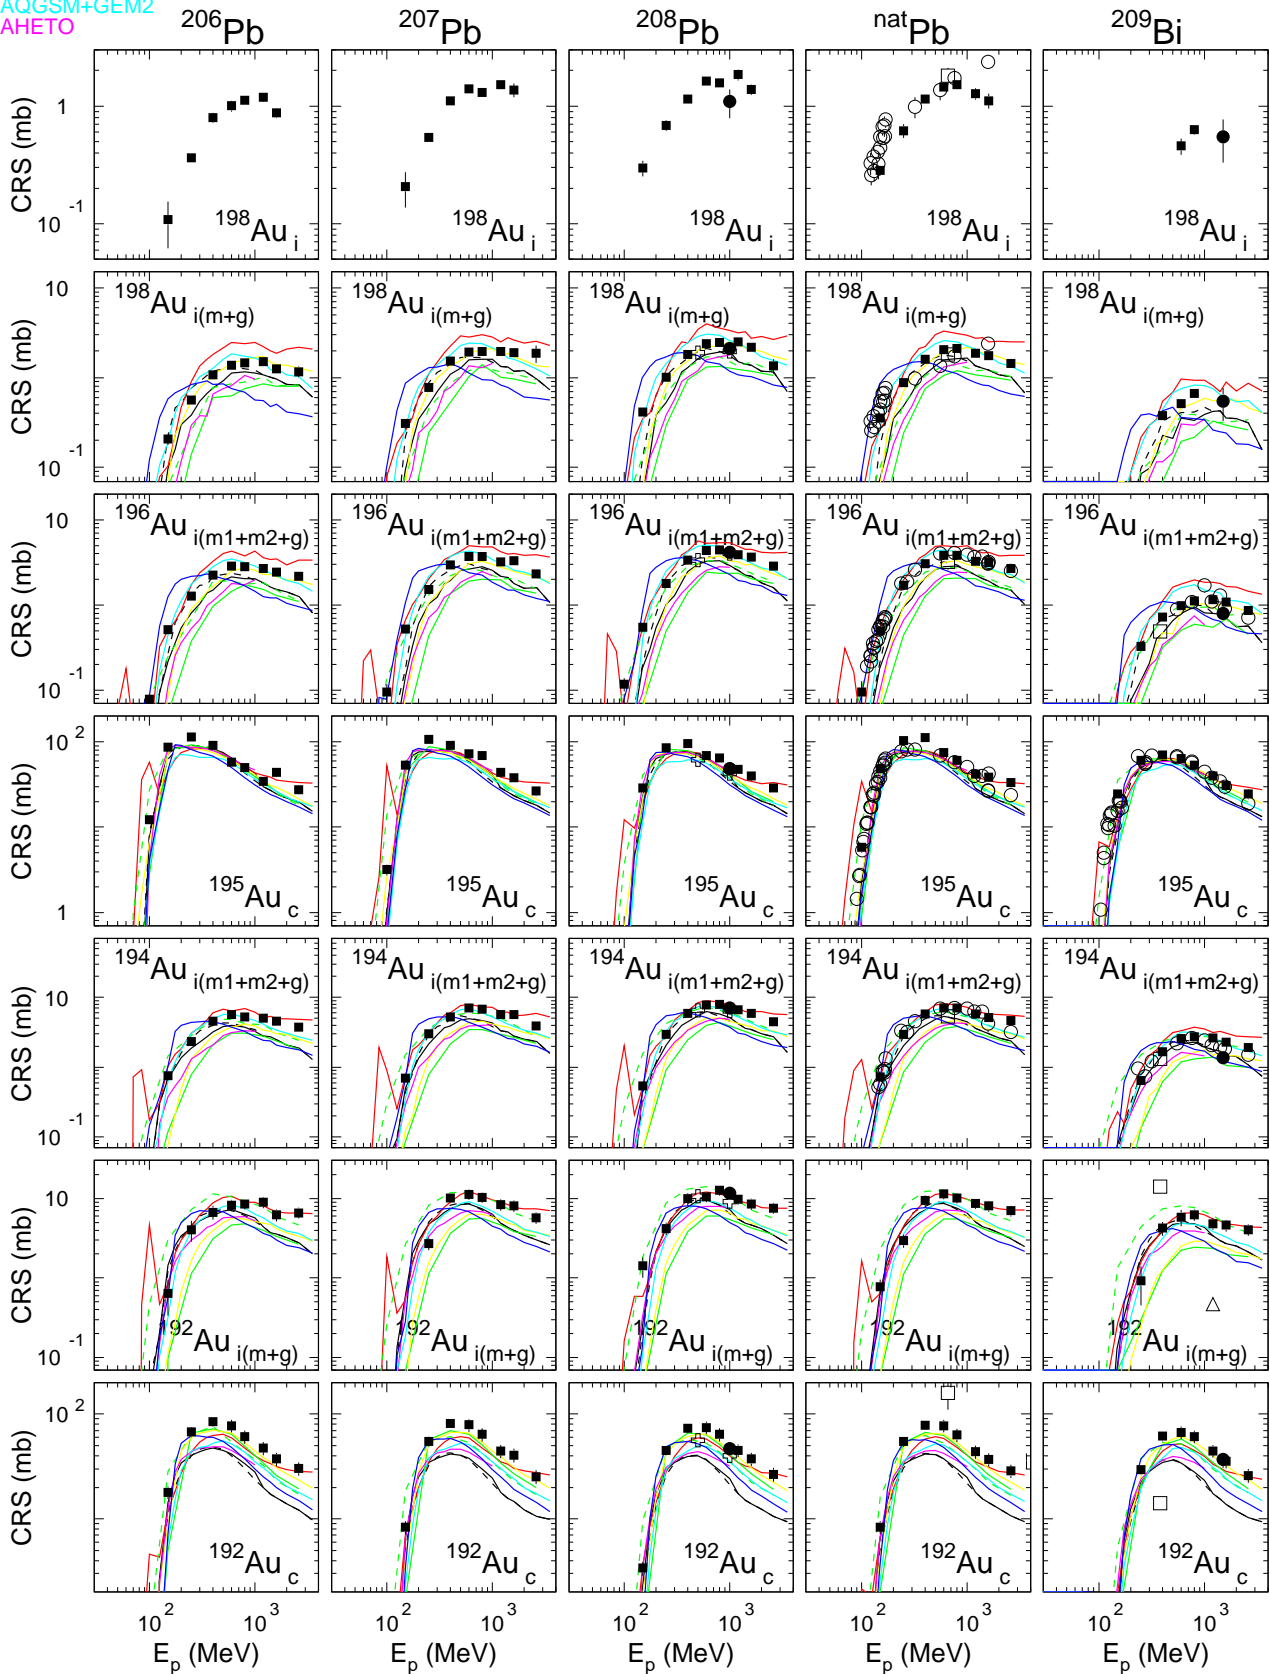 AQGSM+GEM2
AHETO
206Pb 207Pb 208Pb natPb 209Bi
CRS (mb) 1 10 -1 198Au i 198Au i 198Au i 198Au i 198Au i
CRS (mb) 10 1 10 -1 198Au i(m+g) 198Au i(m+g) 198Au i(m+g) 198Au i(m+g) 198Au i(m+g)
CRS (mb) 10 1 10 -1 196Au i(m1+m2+g) 196Au i(m1+m2+g) 196Au i(m1+m2+g) 196Au i(m1+m2+g) 196Au i(m1+m2+g)
CRS (mb) 10 2 10 1 195Au c 195Au c 195Au c 195Au c 195Au c
CRS (mb) 10 1 10 -1 194Au i(m1+m2+g) 194Au i(m1+m2+g) 194Au i(m1+m2+g) 194Au i(m1+m2+g) 194Au i(m1+m2+g)
CRS (mb) 10 1 10 -1 192Au i(m+g) 192Au i(m+g) 192Au i(m+g) 192Au i(m+g) 192Au i(m+g)
CRS (mb) 10 2 10 192Au c 192Au c 192Au c 192Au c 192Au c
10 2 10 3 10 2 10 3 10 2 10 3 10 2 10 3 10 2 10 3
Ep (MeV) Ep (MeV) Ep (MeV) Ep (MeV) Ep (MeV)